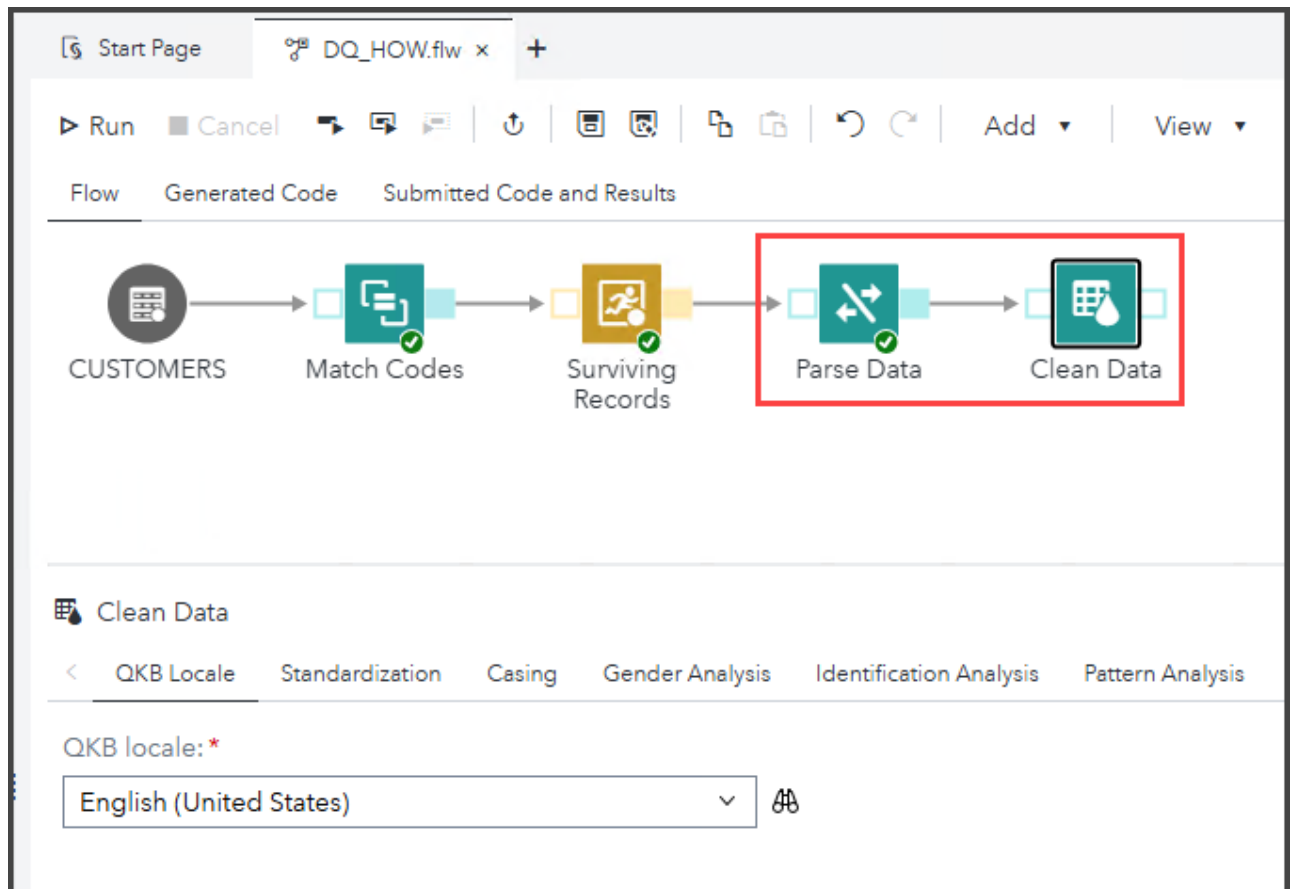 Start Page DQ_HOW.flw × +
Run Cancel Add View
Flow Generated Code Submitted Code and Results
CUSTOMERS Match Codes Surviving Parse Data Clean Data
Records
Clean Data
QKB Locale Standardization Casing Gender Analysis Identification Analysis Pattern Analysis
QKB locale: *
English (United States)